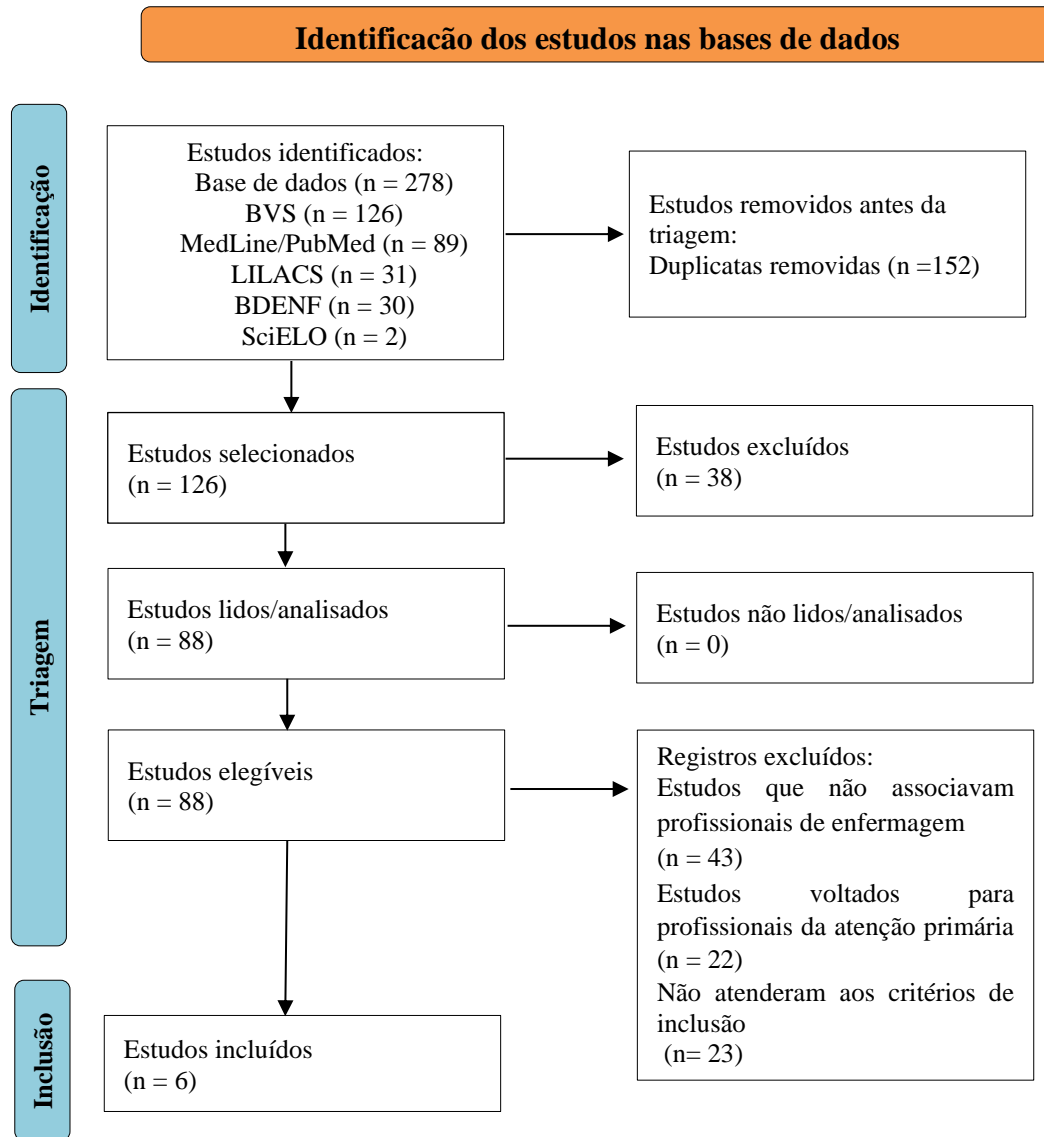 Identificacão dos estudos nas bases de dados
Identificação
Estudos identificados:
Base de dados (n = 278)
BVS (n = 126)
MedLine/PubMed (n = 89)
LILACS (n = 31)
BDENF (n = 30)
SciELO (n = 2)
Estudos removidos antes da
triagem:
Duplicatas removidas (n =152)
Triagem
Estudos selecionados
(n = 126)
Estudos excluídos
(n = 38)
Estudos lidos/analisados
(n = 88)
Estudos não lidos/analisados
(n = 0)
Estudos elegíveis
(n = 88)
Registros excluídos:
Estudos que não associavam
profissionais de enfermagem
(n = 43)
Estudos voltados para
profissionais da atenção primária
(n = 22)
Não atenderam aos critérios de
inclusão
(n= 23)
Inclusão
Estudos incluídos
(n = 6)